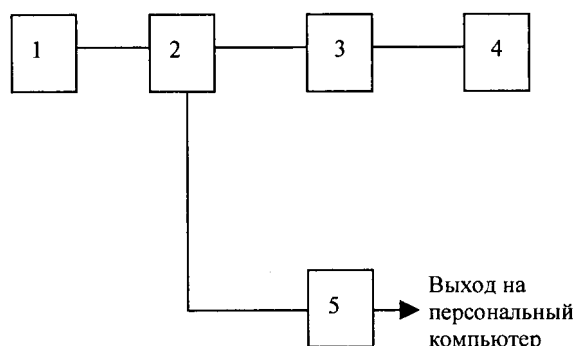 1 2 3 4
5
Выход на
персональный
компьютер